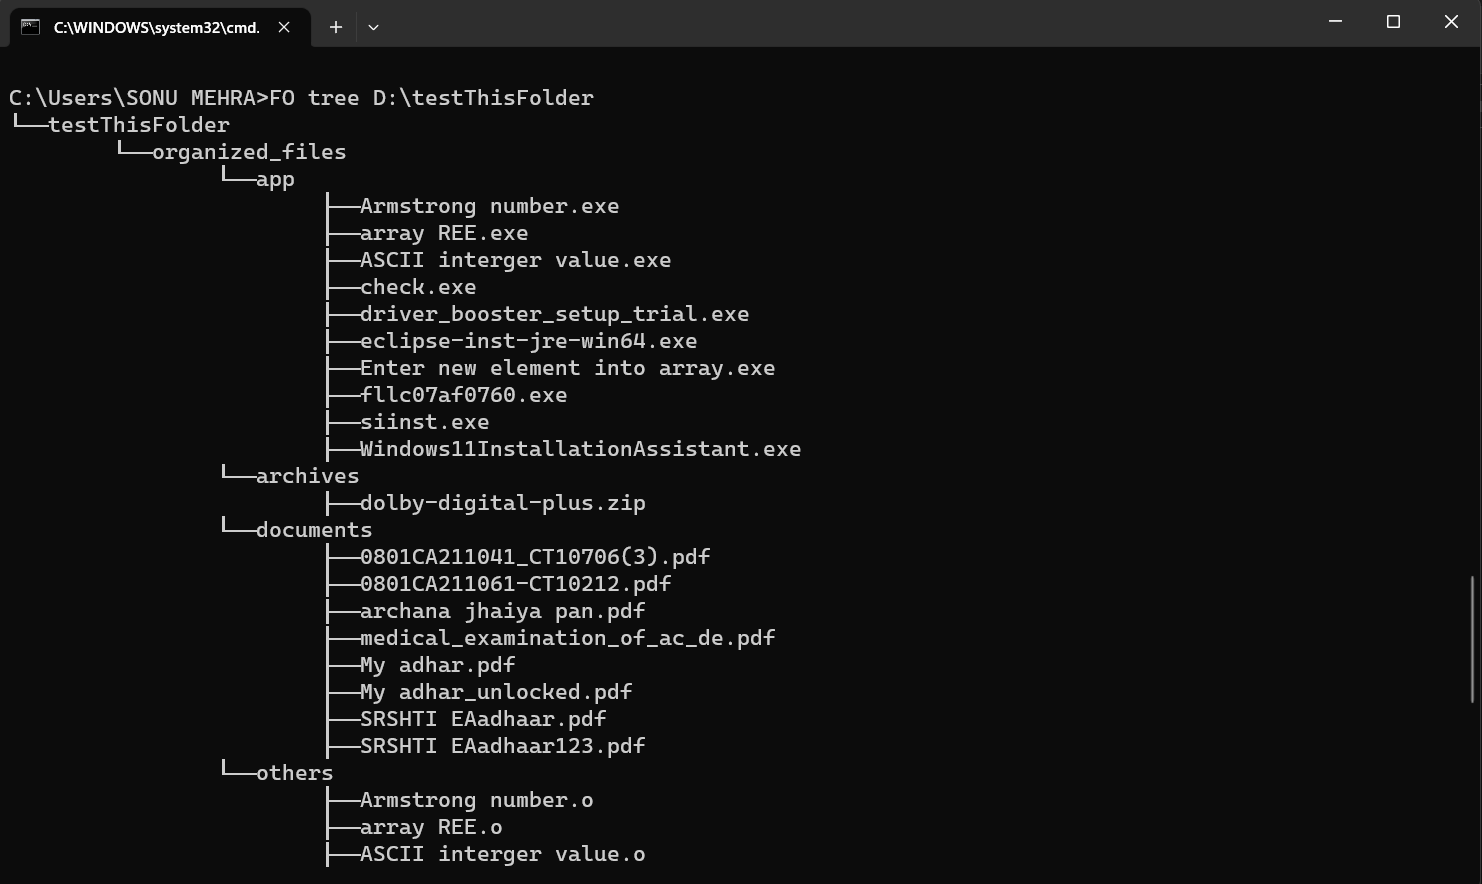 C:\WINDOWS\system32\cmd.
C:\Users\SONU MEHRA>FO tree D:\testThisFolder
└──testThisFolder
└──organized_files
└──app
├──Armstrong number.exe
├──array REE.exe
├──ASCII interger value.exe
├──check.exe
├──driver_booster_setup_trial.exe
├──eclipse-inst-jre-win64.exe
├──Enter new element into array.exe
├──fllc07af0760.exe
├──siinst.exe
├──Windows11InstallationAssistant.exe
└──archives
├──dolby-digital-plus.zip
└──documents
├──0801CA211041_CT10706(3).pdf
├──0801CA211061-CT10212.pdf
├──archana jhaiya pan.pdf
├──medical_examination_of_ac_de.pdf
├──My adhar.pdf
├──My adhar_unlocked.pdf
├──SRSHTI EAadhaar.pdf
├──SRSHTI EAadhaar123.pdf
└──others
├──Armstrong number.o
├──array REE.o
├──ASCII interger value.o